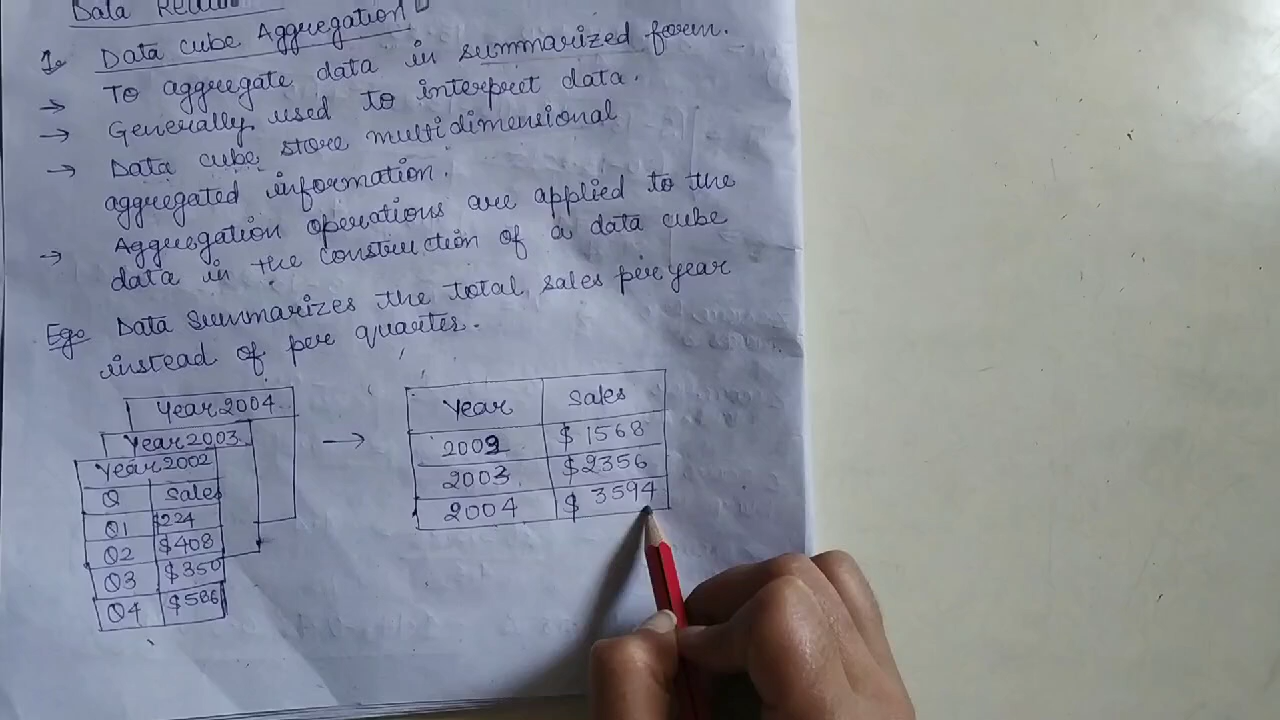 Data
1. Data cube Aggregation
→ To aggregate data in summarized form.
→ Generally used to interpret data.
→ Data cube store multidimensional
aggregated information.
→ Aggregation operations are applied to the
data in the construction of a data cube
Eg: Data summarizes the total sales per year
instead of per quarter.
Year 2004
Year 2003
Year 2002
Q Sales
Q1 $224
Q2 $408
Q3 $350
Q4 $586
→
Year Sales
2002 $1568
2003 $2356
2004 $3594